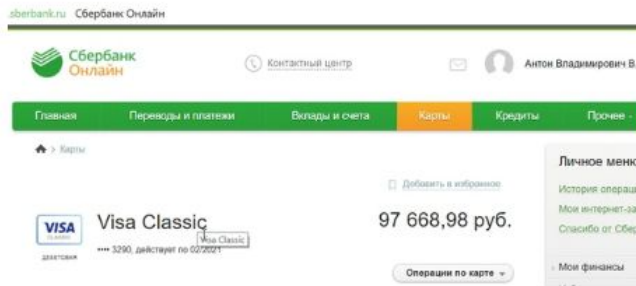 sberbank.ru Сбербанк Онлайн
Сбербанк
Онлайн
Контактный центр
Антон Владимирович В
Главная Переводы и платежи Вклады и счета Карты Кредиты Прочее
> Карты
Личное меню
Добавить в избранное
История операц
VISA
Visa Classic
97 668,98 руб.
Мои интернет-за
Спасибо от Сбер
Visa Classic
дебетовая
•••• 3290, действует по 02/2021
Операции по карте
Мои финансы